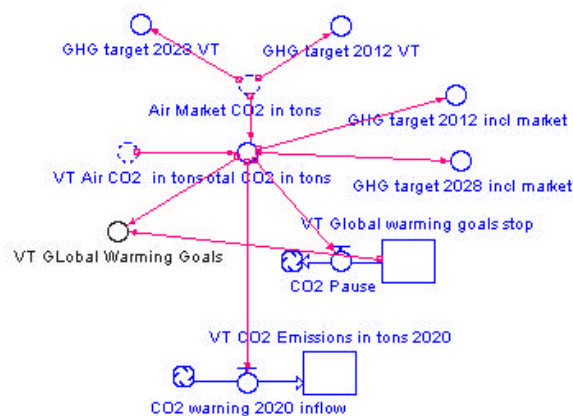 GHG target 2028 VT
GHG target 2012 VT
Air Market CO2 in tons
GHG target 2012 incl market
VT Air CO2 in tons
otal CO2 in tons
GHG target 2028 incl market
VT Global warming goals stop
VT GLobal Warming Goals
CO2 Pause
VT CO2 Emissions in tons 2020
CO2 warning 2020 inflow